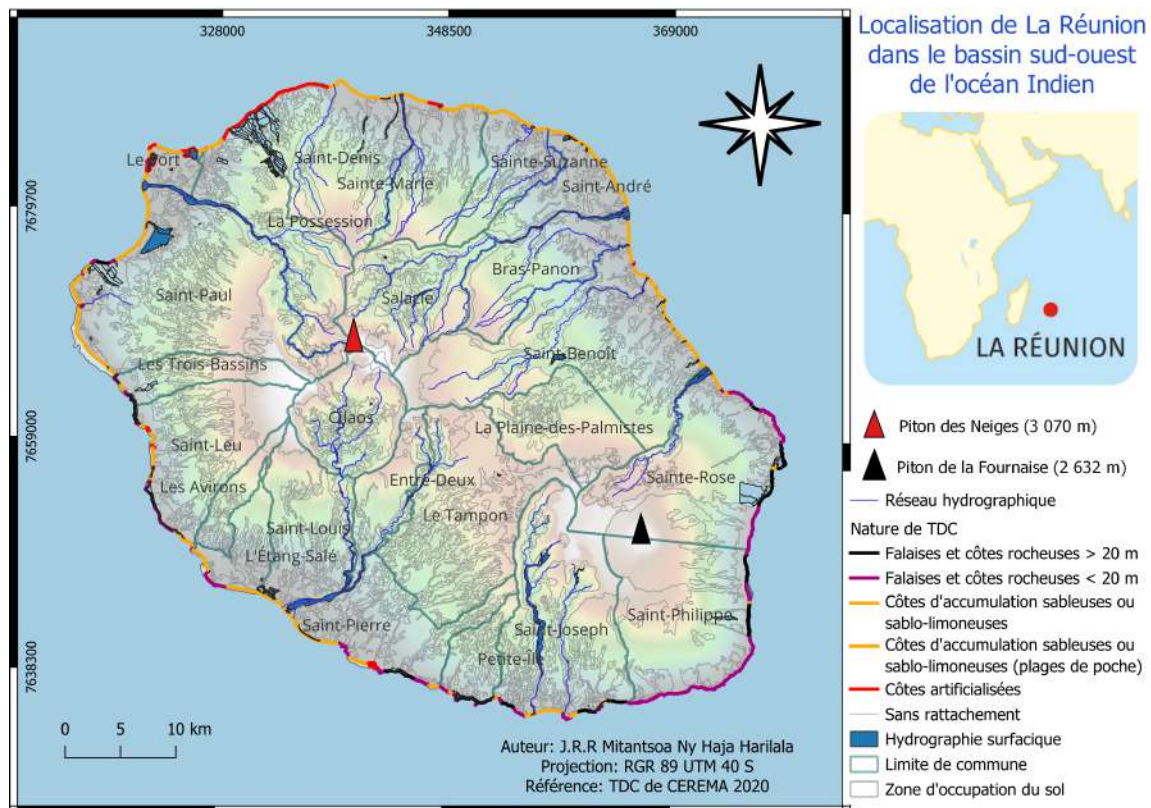 328000
348500
369000
7679700
7659000
7638300
Le Port
Saint-Denis
Sainte-Marie
Sainte-Suzanne
Saint-André
La Possession
Bras-Panon
Saint-Paul
Salazie
Les Trois-Bassins
Saint-Benoît
Cilaos
La Plaine-des-Palmistes
Saint-Leu
Sainte-Rose
Les Avirons
Entre-Deux
Le Tampon
Saint-Louis
L'Étang-Salé
Saint-Pierre
Saint-Joseph
Saint-Philippe
Petite-Île
0 5 10 km
Auteur: J.R.R Mitantsoa Ny Haja Harilala
Projection: RGR 89 UTM 40 S
Référence: TDC de CEREMA 2020
Localisation de La Réunion
dans le bassin sud-ouest
de l'océan Indien
LA RÉUNION
Piton des Neiges (3 070 m)
Piton de la Fournaise (2 632 m)
Réseau hydrographique
Nature de TDC
Falaises et côtes rocheuses > 20 m
Falaises et côtes rocheuses < 20 m
Côtes d'accumulation sableuses ou
sablo-limoneuses
Côtes d'accumulation sableuses ou
sablo-limoneuses (plages de poche)
Côtes artificialisées
Sans rattachement
Hydrographie surfacique
Limite de commune
Zone d'occupation du sol